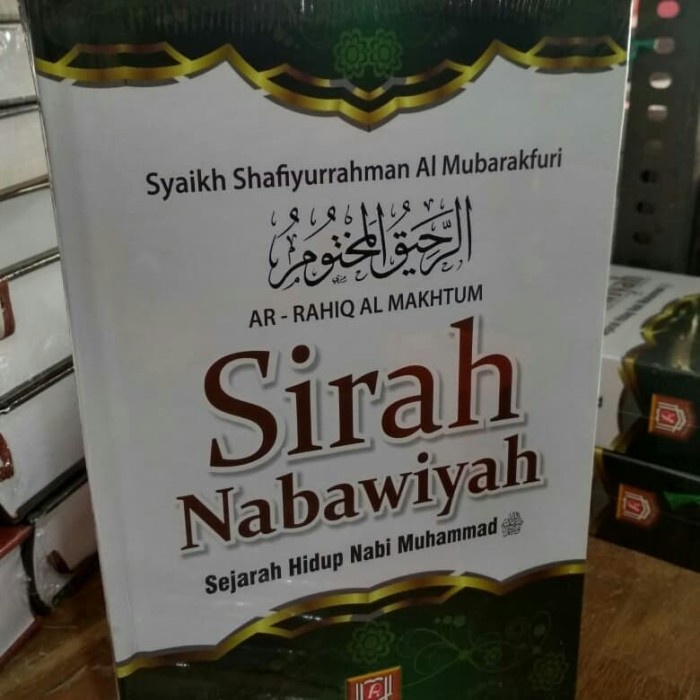 Syaikh Shafiyurrahman Al Mubarakfuri
الرحيق المختوم
AR - RAHIQ AL MAKHTUM
Sirah
Nabawiyah
Sejarah Hidup Nabi Muhammad ﷺ